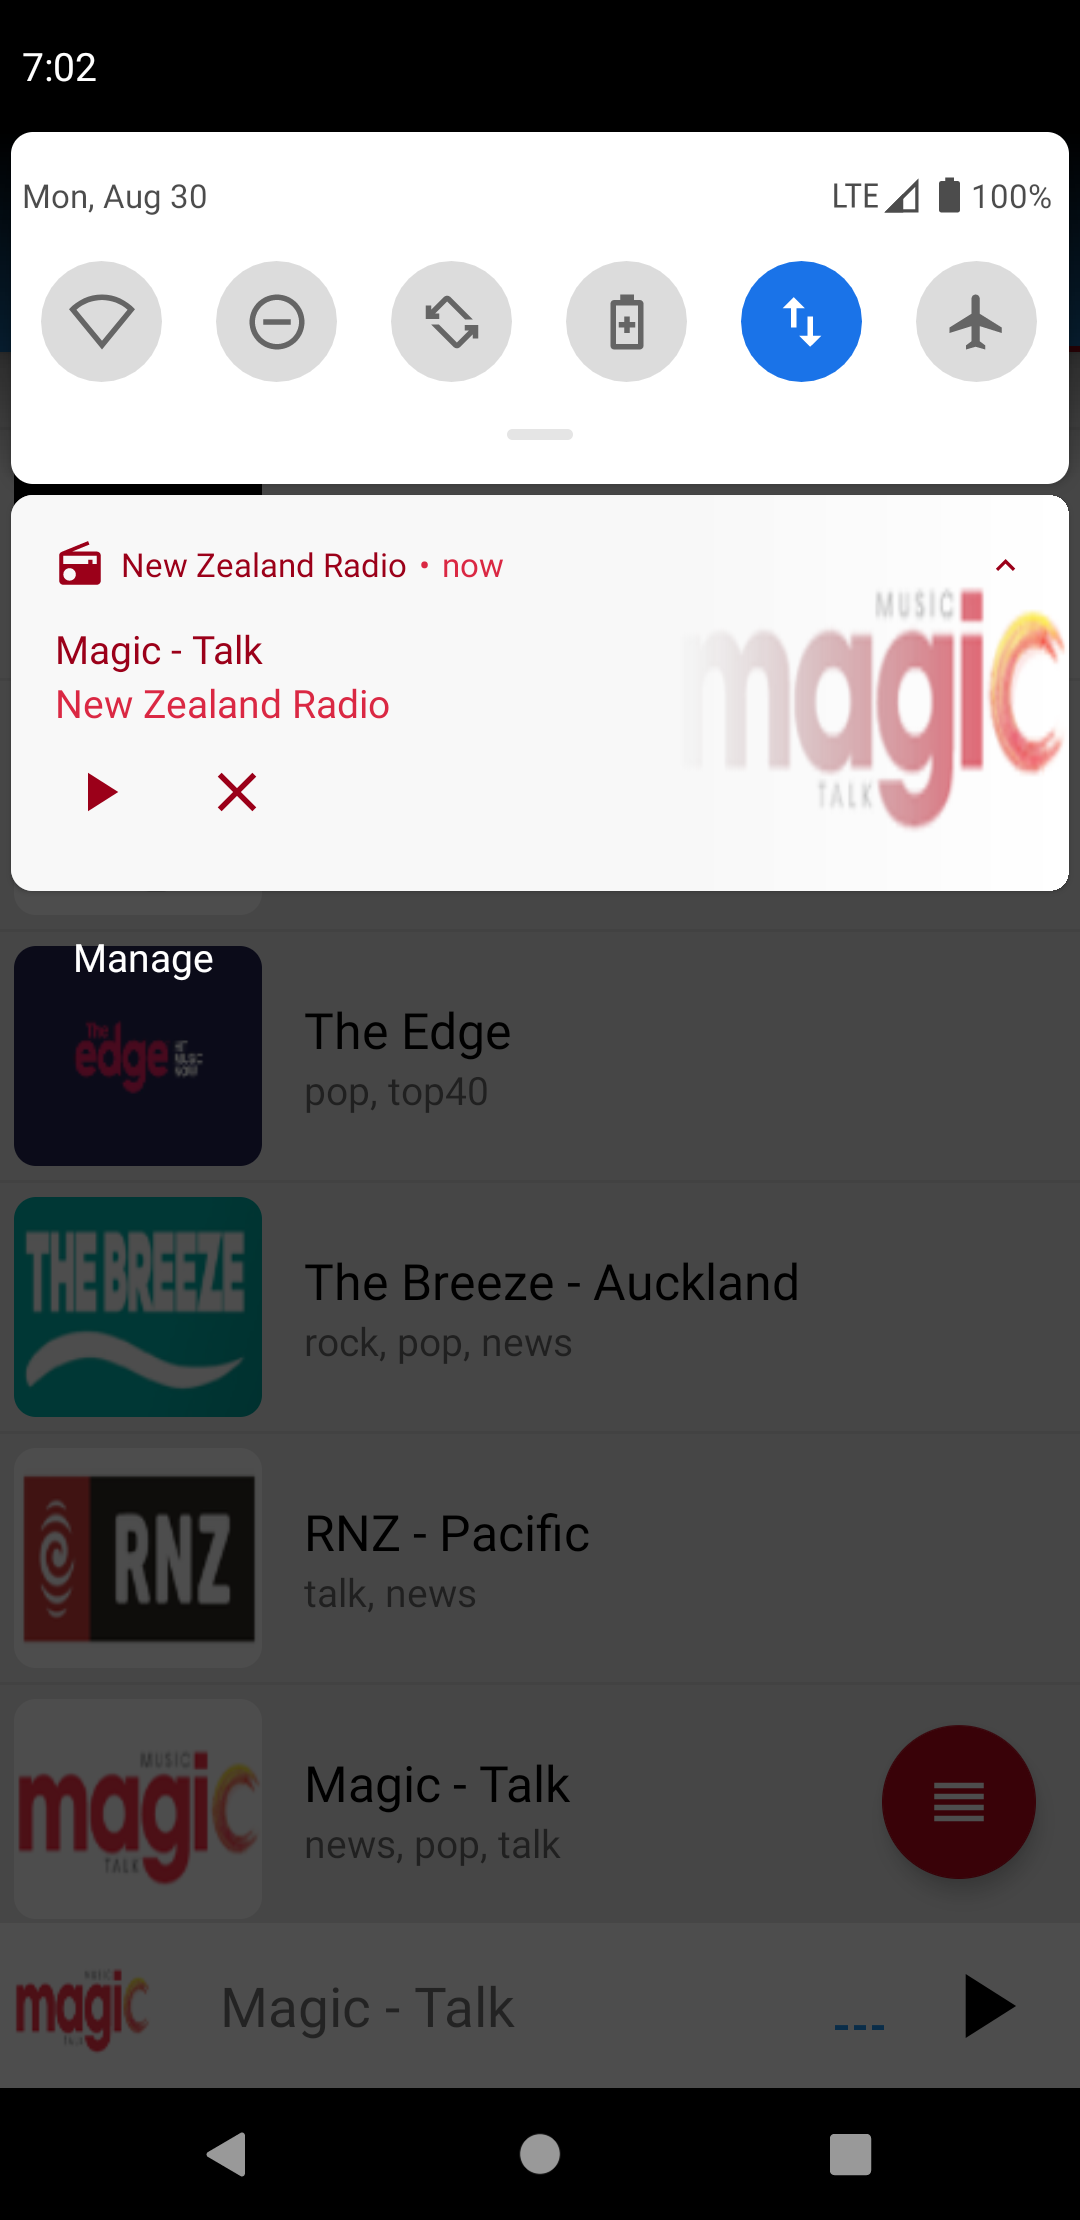 7:02
Mon, Aug 30
LTE 100%
New Zealand Radio • now
Magic - Talk
New Zealand Radio
MUSIC
magic
TALK
Manage
The
edge
The Edge
pop, top40
THE BREEZE
The Breeze - Auckland
rock, pop, news
RNZ
RNZ - Pacific
talk, news
MUSIC
magic
TALK
Magic - Talk
news, pop, talk
magic
Magic - Talk
---